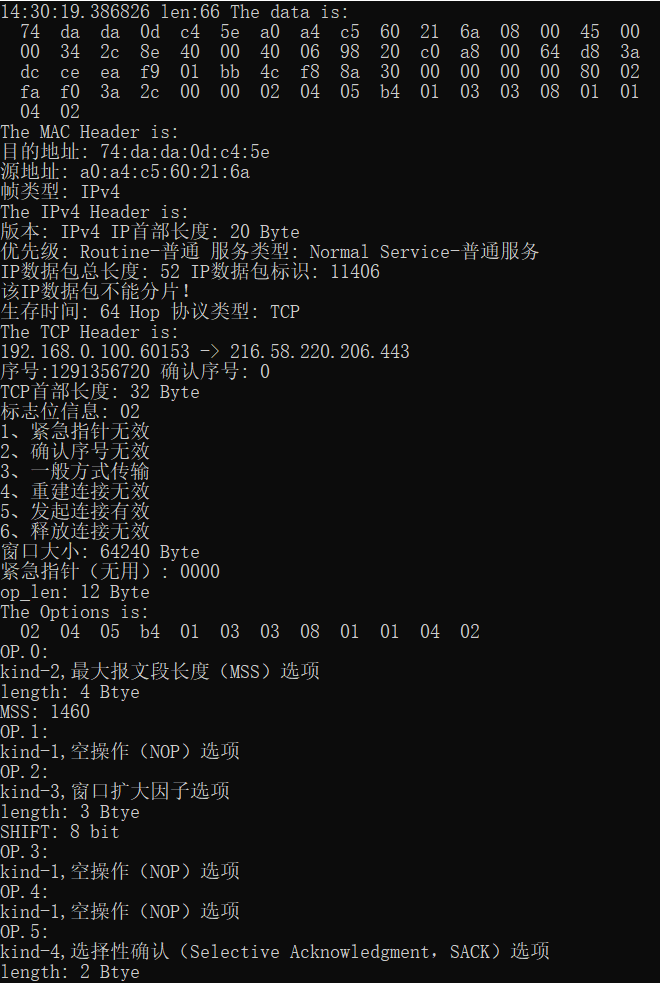 14:30:19.386826 len:66 The data is:
74 da da 0d c4 5e a0 a4 c5 60 21 6a 08 00 45 00
00 34 2c 8e 40 00 40 06 98 20 c0 a8 00 64 d8 3a
dc ce ea f9 01 bb 4c f8 8a 30 00 00 00 00 80 02
fa f0 3a 2c 00 00 02 04 05 b4 01 03 03 08 01 01
04 02
The MAC Header is:
目的地址: 74:da:da:0d:c4:5e
源地址: a0:a4:c5:60:21:6a
帧类型: IPv4
The IPv4 Header is:
版本: IPv4 IP首部长度: 20 Byte
优先级: Routine-普通 服务类型: Normal Service-普通服务
IP数据包总长度: 52 IP数据包标识: 11406
该IP数据包不能分片！
生存时间: 64 Hop 协议类型: TCP
The TCP Header is:
192.168.0.100.60153 -> 216.58.220.206.443
序号:1291356720 确认序号: 0
TCP首部长度: 32 Byte
标志位信息: 02
1、紧急指针无效
2、确认序号无效
3、一般方式传输
4、重建连接无效
5、发起连接有效
6、释放连接无效
窗口大小: 64240 Byte
紧急指针（无用）: 0000
op_len: 12 Byte
The Options is:
02 04 05 b4 01 03 03 08 01 01 04 02
OP.0:
kind-2,最大报文段长度（MSS）选项
length: 4 Btye
MSS: 1460
OP.1:
kind-1,空操作（NOP）选项
OP.2:
kind-3,窗口扩大因子选项
length: 3 Btye
SHIFT: 8 bit
OP.3:
kind-1,空操作（NOP）选项
OP.4:
kind-1,空操作（NOP）选项
OP.5:
kind-4,选择性确认（Selective Acknowledgment，SACK）选项
length: 2 Btye